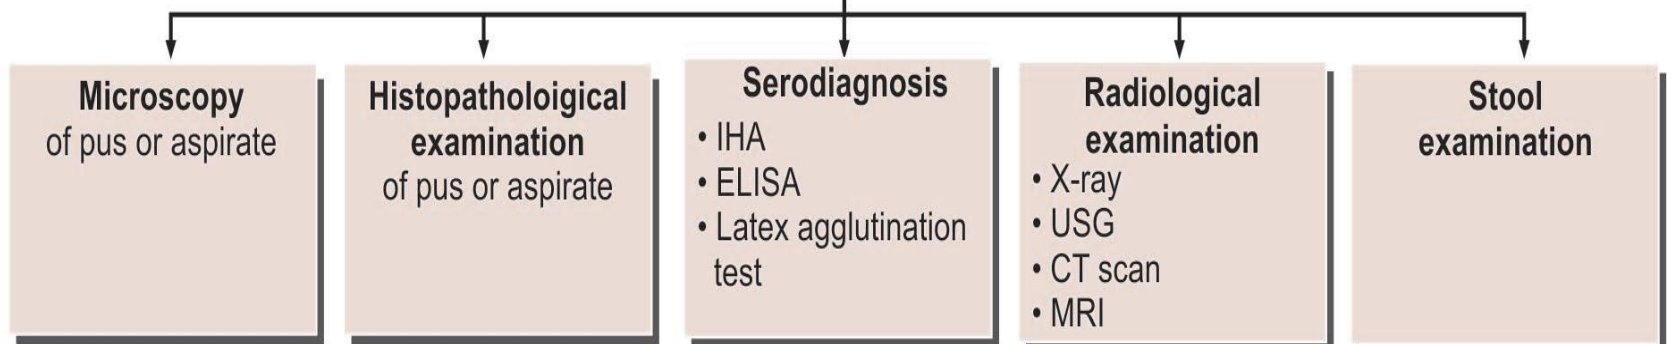 Microscopy
of pus or aspirate
Histopatholoigical
examination
of pus or aspirate
Serodiagnosis
• IHA
• ELISA
• Latex agglutination
test
Radiological
examination
• X-ray
• USG
• CT scan
• MRI
Stool
examination